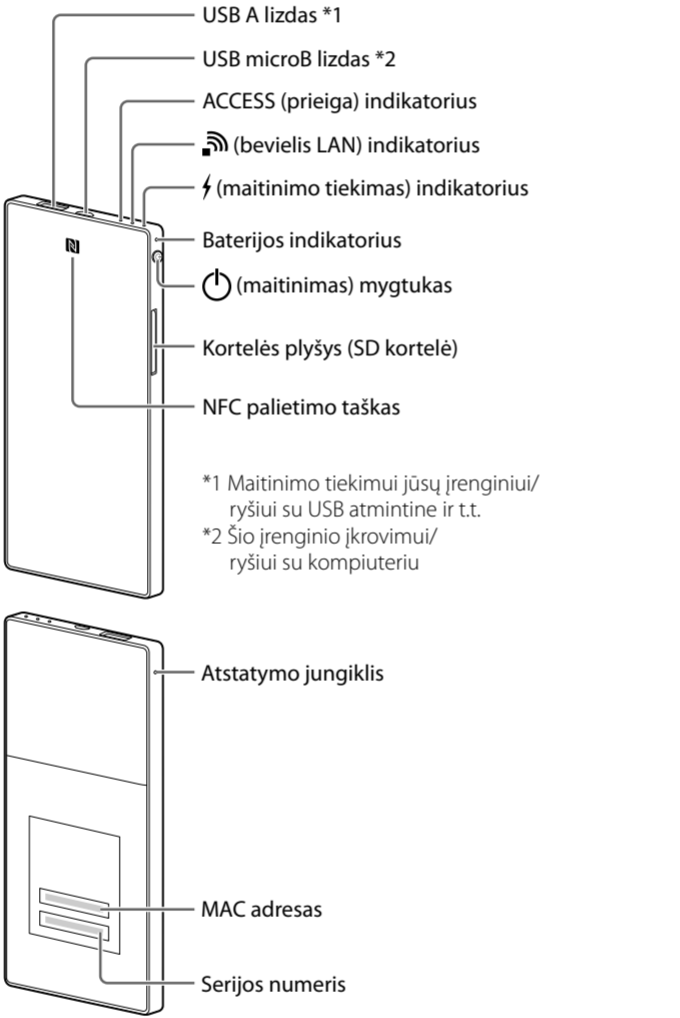 USB A lizdas *1
USB microB lizdas *2
ACCESS (prieiga) indikatorius
(bevielis LAN) indikatorius
(maitinimo tiekimas) indikatorius
Baterijos indikatorius
(maitinimas) mygtukas
Kortelės plyšys (SD kortelė)
NFC palietimo taškas
*1 Maitinimo tiekimui jūsų įrenginiui/
ryšiui su USB atmintine ir t.t.
*2 Šio įrenginio įkrovimui/
ryšiui su kompiuteriu
Atstatymo jungiklis
MAC adresas
Serijos numeris